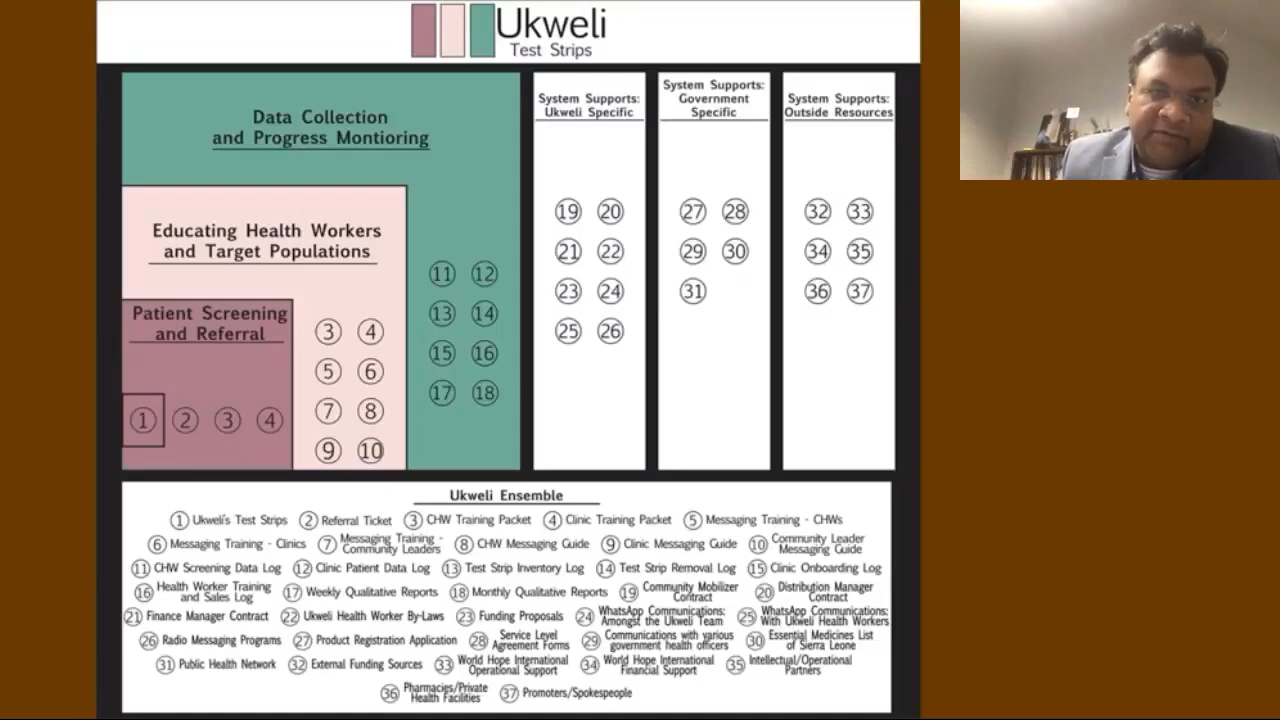 Ukweli
Test Strips
Data Collection
and Progress Montioring
Educating Health Workers
and Target Populations
Patient Screening
and Referral
1 2 3 4
3 4
5 6
7 8
9 10
11 12
13 14
15 16
17 18
System Supports:
Ukweli Specific
19 20
21 22
23 24
25 26
System Supports:
Government
Specific
27 28
29 30
31
System Supports:
Outside Resources
32 33
34 35
36 37
Ukweli Ensemble
1 Ukweli's Test Strips 2 Referral Ticket 3 CHW Training Packet 4 Clinic Training Packet 5 Messaging Training - CHWs
6 Messaging Training - Clinics 7 Messaging Training - Community Leaders 8 CHW Messaging Guide 9 Clinic Messaging Guide 10 Community Leader Messaging Guide
11 CHW Screening Data Log 12 Clinic Patient Data Log 13 Test Strip Inventory Log 14 Test Strip Removal Log 15 Clinic Onboarding Log
16 Health Worker Training and Sales Log 17 Weekly Qualitative Reports 18 Monthly Qualitative Reports 19 Community Mobilizer Contract 20 Distribution Manager Contract
21 Finance Manager Contract 22 Ukweli Health Worker By-Laws 23 Funding Proposals 24 WhatsApp Communications: Amongst the Ukweli Team 25 WhatsApp Communications: With Ukweli Health Workers
26 Radio Messaging Programs 27 Product Registration Application 28 Service Level Agreement Forms 29 Communications with various government health officers 30 Essential Medicines List of Sierra Leone
31 Public Health Network 32 External Funding Sources 33 World Hope International Operational Support 34 World Hope International Financial Support 35 Intellectual/Operational Partners
36 Pharmacies/Private Health Facilities 37 Promoters/Spokespeople